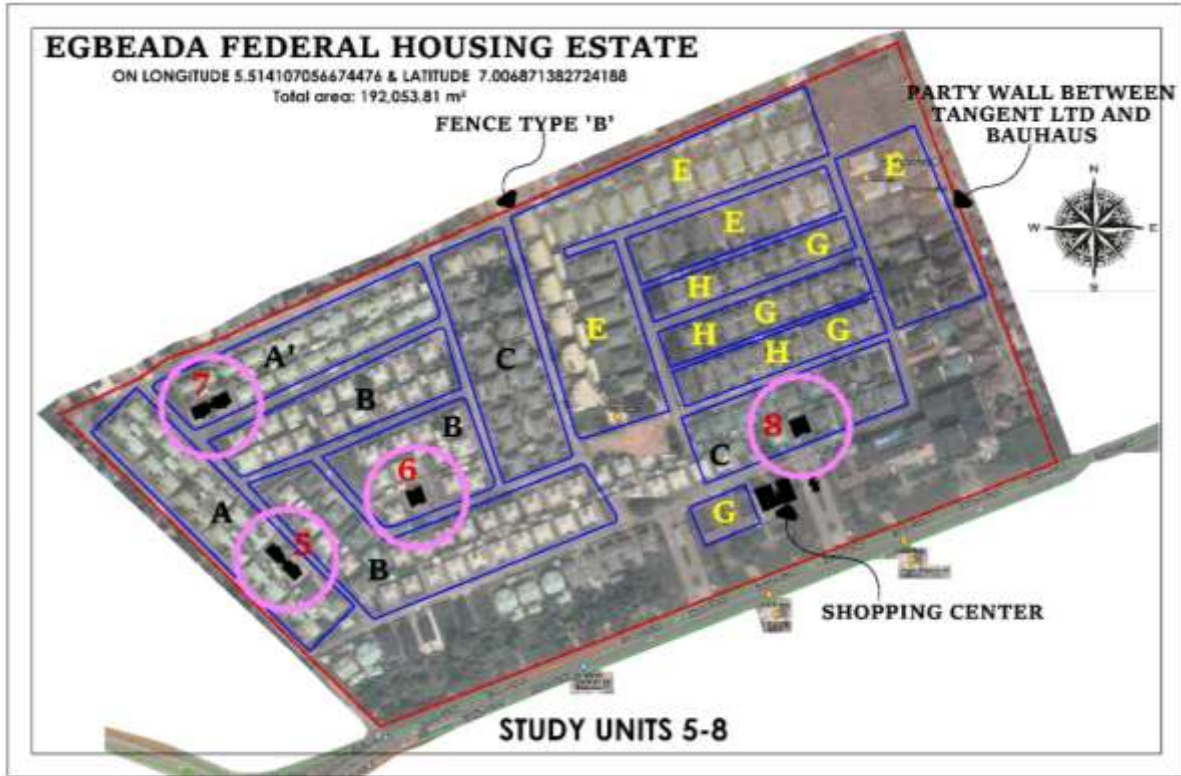 EGBEADA FEDERAL HOUSING ESTATE
ON LONGITUDE 5.514107056674476 & LATITUDE 7.006871382724188
Total area: 192,053.81 m²
FENCE TYPE 'B'
PARTY WALL BETWEEN
TANGENT LTD AND
BAUHAUS
N
W
E
S
E
E
E
G
H
E
G
H
G
H
A'
C
7
B
B
6
8
C
A
G
5
B
SHOPPING CENTER
STUDY UNITS 5-8